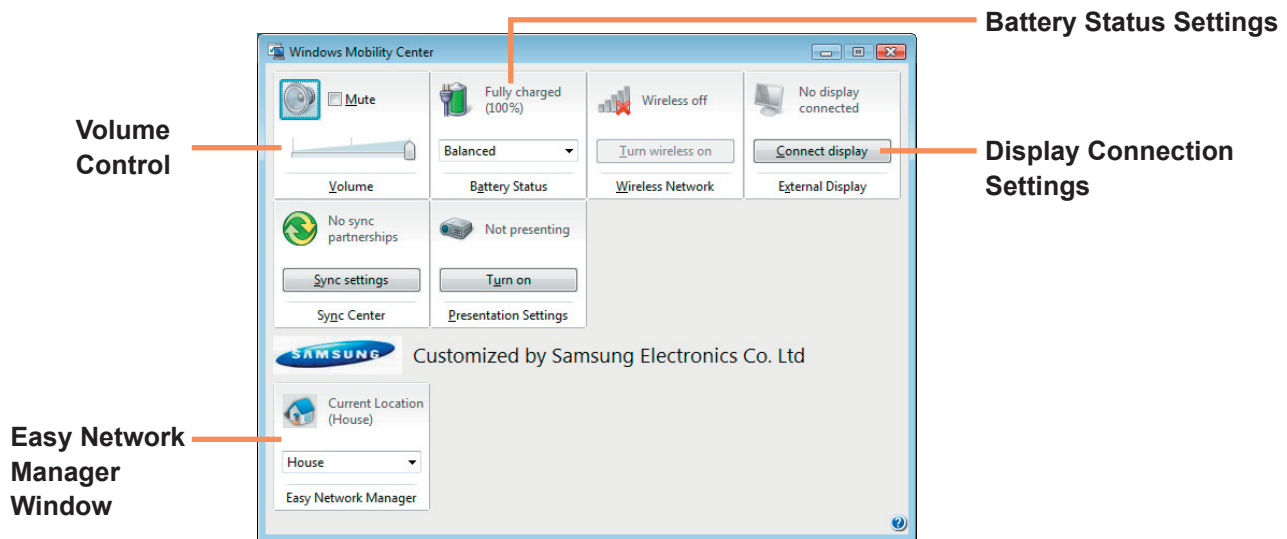 Battery Status Settings
Windows Mobility Center
Mute
Fully charged
(100%)
Wireless off
No display
connected
Volume
Control
Balanced
Turn wireless on
Connect display
Display Connection
Settings
Volume
Battery Status
Wireless Network
External Display
No sync
partnerships
Not presenting
Sync settings
Turn on
Sync Center
Presentation Settings
SAMSUNG
Customized by Samsung Electronics Co. Ltd
Current Location
(House)
Easy Network
Manager
Window
House
Easy Network Manager